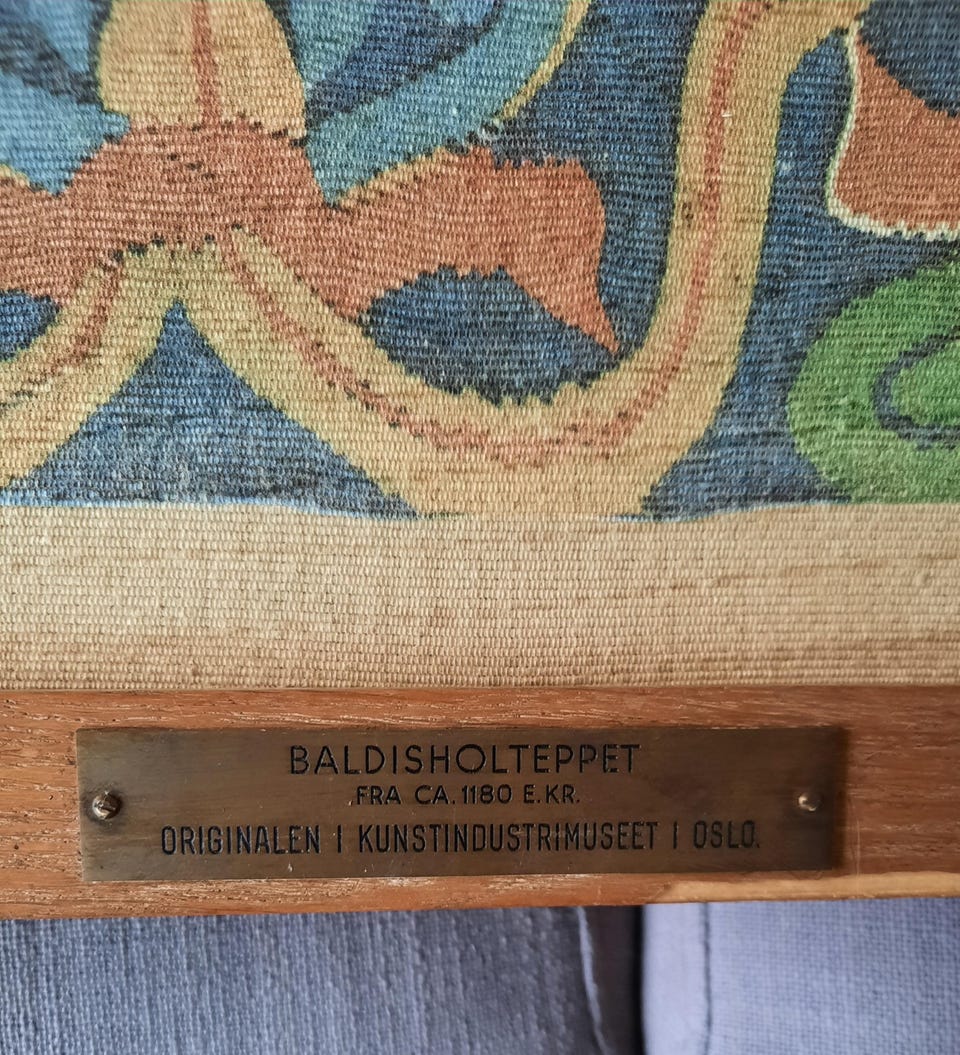 BALDISHOLTEPPET
FRA CA. 1180 E.KR.
ORIGINALEN I KUNSTINDUSTRIMUSEET I OSLO.